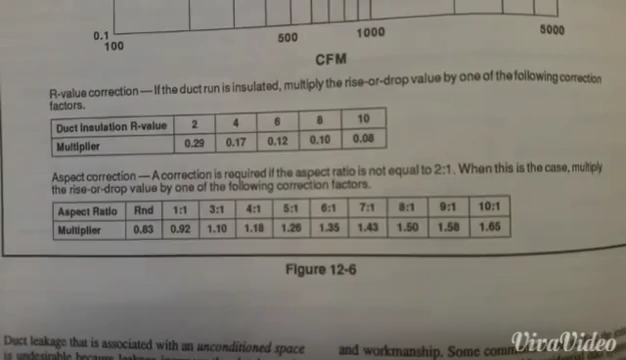 0.1
100 500 1000 5000
CFM
R-value correction — If the duct run is insulated, multiply the rise-or-drop value by one of the following correction
factors.
Duct Insulation R-value 2 4 6 8 10
Multiplier 0.29 0.17 0.12 0.10 0.08
Aspect correction — A correction is required if the aspect ratio is not equal to 2:1. When this is the case, multiply
the rise-or-drop value by one of the following correction factors.
Aspect Ratio Rnd 1:1 3:1 4:1 5:1 6:1 7:1 8:1 9:1 10:1
Multiplier 0.83 0.92 1.10 1.18 1.26 1.35 1.43 1.50 1.58 1.65
Figure 12-6
Duct leakage that is associated with an unconditioned space
and workmanship. Some
is undesirable because
VivaVideo